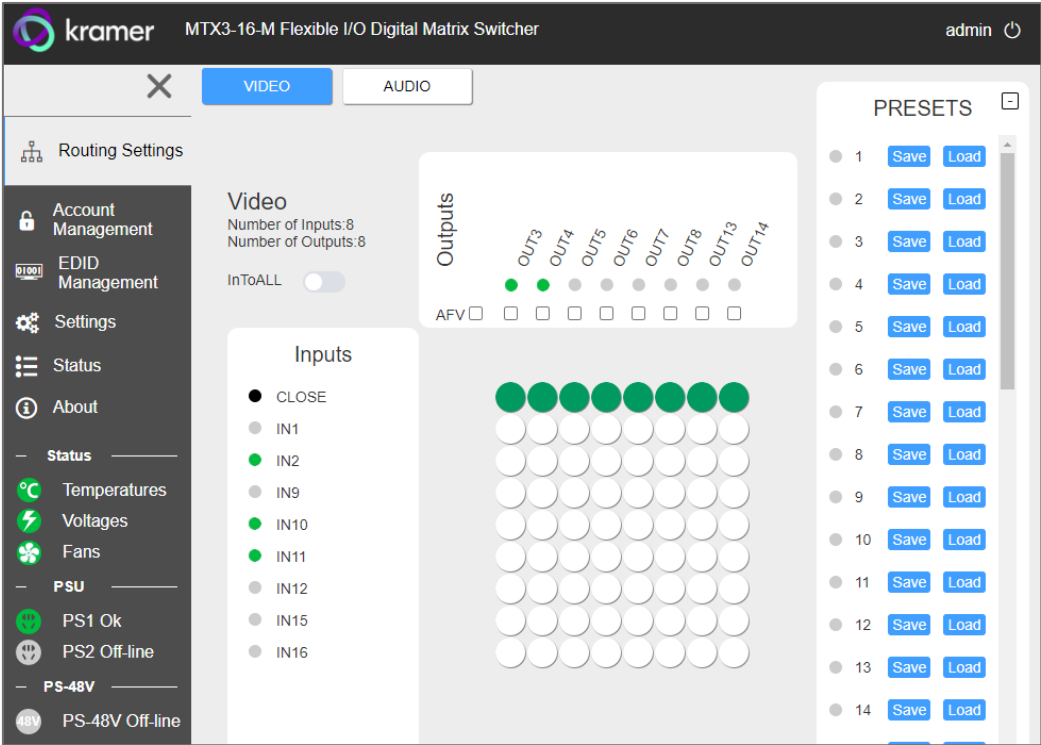 kramer
MTX3-16-M Flexible I/O Digital Matrix Switcher
admin
VIDEO
AUDIO
Routing Settings
Account
Management
01001
EDID
Management
Settings
Status
About
Status
°C Temperatures
Voltages
Fans
PSU
PS1 Ok
PS2 Off-line
PS-48V
48V PS-48V Off-line
Video
Number of Inputs:8
Number of Outputs:8
InToALL
Outputs
OUT3 OUT4 OUT5 OUT6 OUT7 OUT8 OUT13 OUT14
AFV
Inputs
CLOSE
IN1
IN2
IN9
IN10
IN11
IN12
IN15
IN16
PRESETS -
1 Save Load
2 Save Load
3 Save Load
4 Save Load
5 Save Load
6 Save Load
7 Save Load
8 Save Load
9 Save Load
10 Save Load
11 Save Load
12 Save Load
13 Save Load
14 Save Load